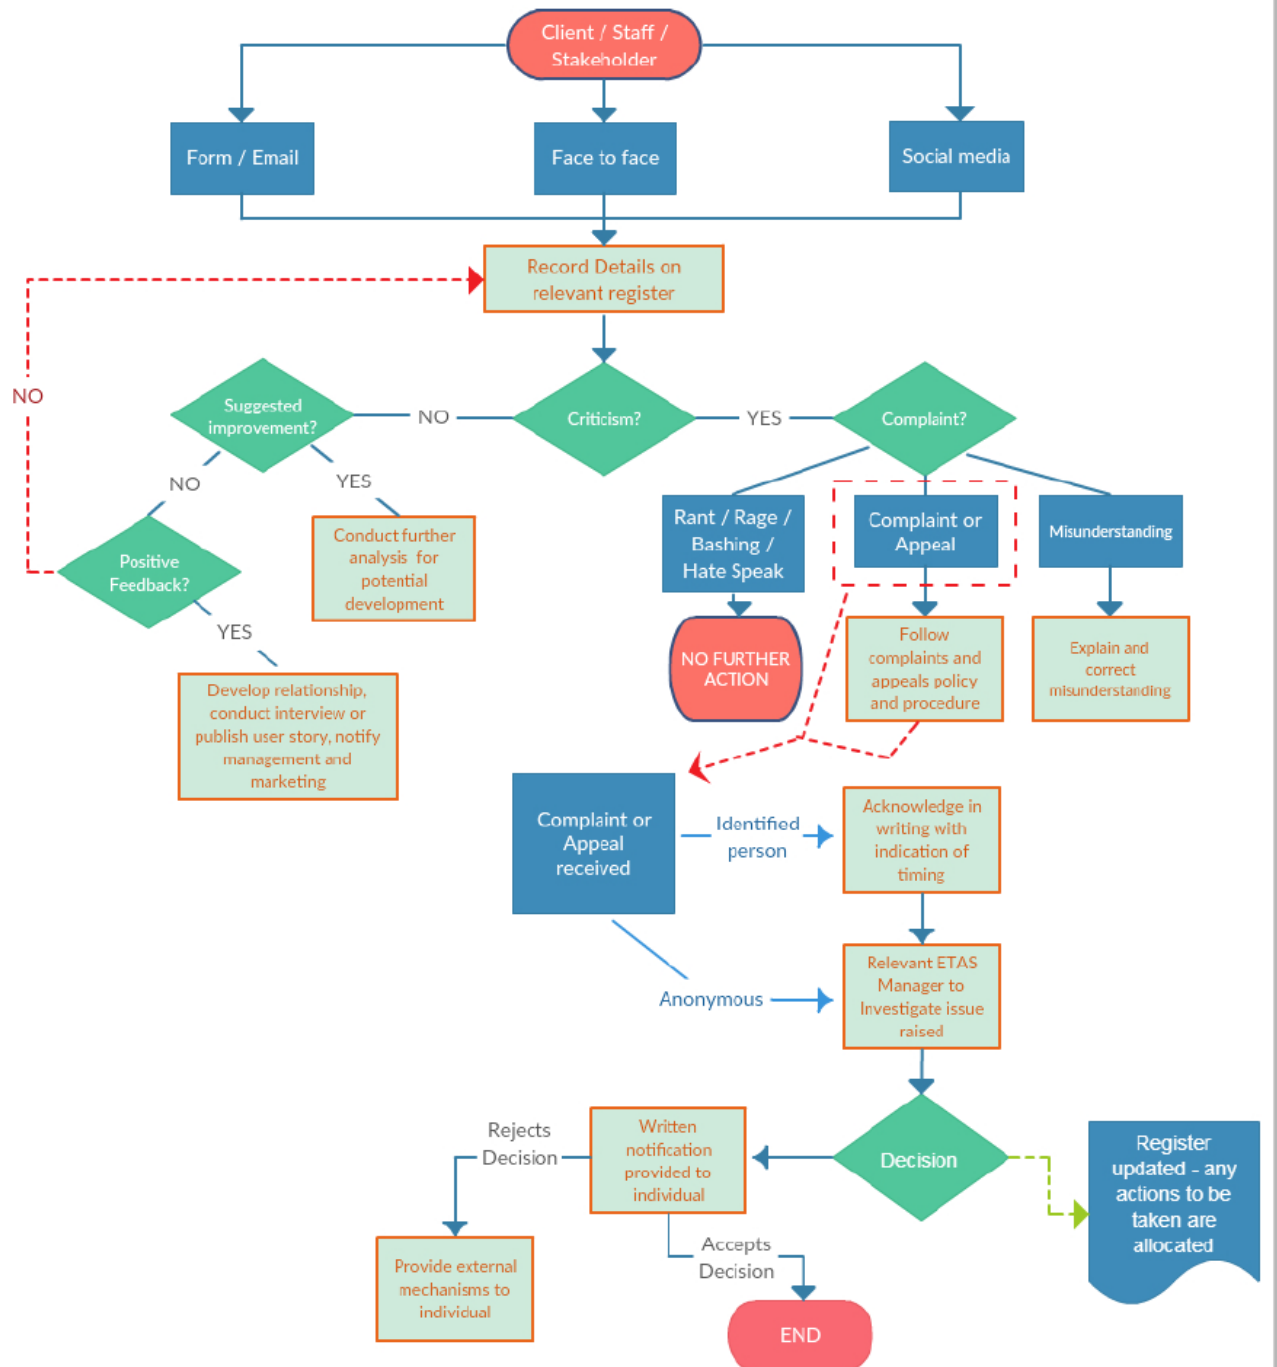 Client / Staff /
Stakeholder
Form / Email
Face to face
Social media
Record Details on
relevant register
NO
Suggested
improvement?
NO
Criticism?
YES
Complaint?
NO
YES
Rant / Rage /
Bashing /
Hate Speak
Complaint or
Appeal
Misunderstanding
Positive
Feedback?
Conduct further
analysis for
potential
development
YES
NO FURTHER
ACTION
Follow
complaints and
appeals policy
and procedure
Explain and
correct
misunderstanding
Develop relationship,
conduct interview or
publish user story, notify
management and
marketing
Complaint or
Appeal
received
Identified
person
Acknowledge in
writing with
indication of
timing
Anonymous
Relevant ETAS
Manager to
Investigate issue
raised
Rejects
Decision
Written
notification
provided to
individual
Decision
Register
updated - any
actions to be
taken are
allocated
Accepts
Decision
Provide external
mechanisms to
individual
END